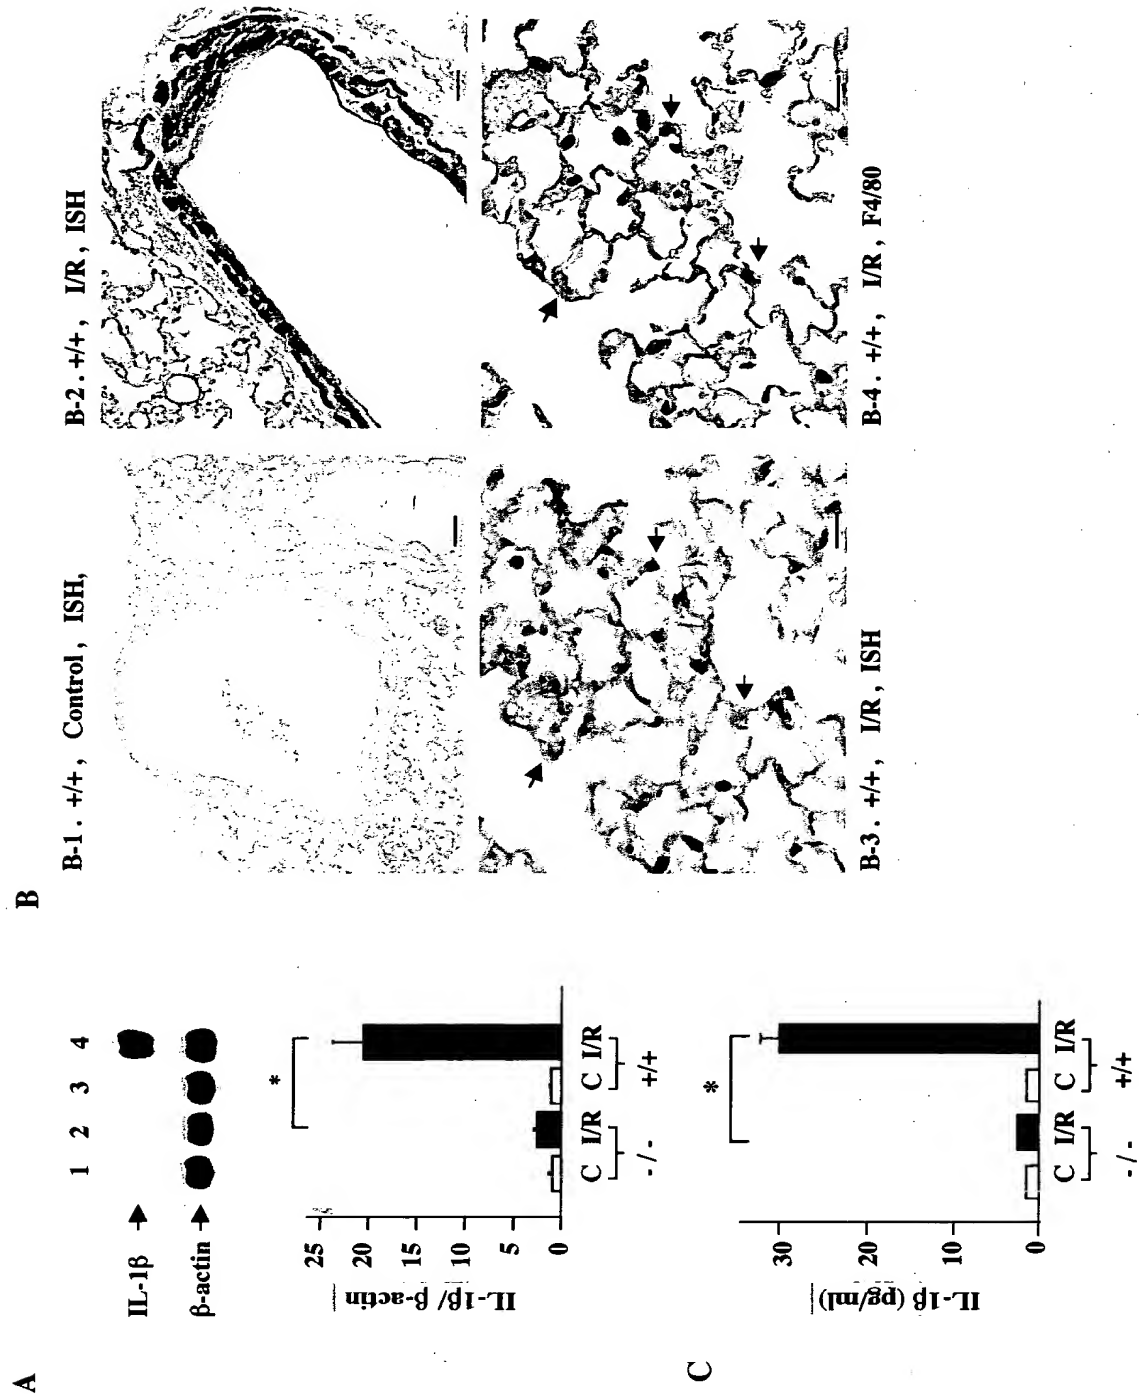 A
1 2 3 4
IL-1β
β-actin
IL-1β/ β-actin
25
20
15
10
5
0
C I/R C I/R
-/- +/+
*
C
IL-1β (pg/ml)
30
20
10
0
C I/R C I/R
-/- +/+
*
B
B-1. +/+, Control, ISH,
B-2. +/+, I/R, ISH
B-3. +/+, I/R, ISH
B-4. +/+, I/R, F4/80